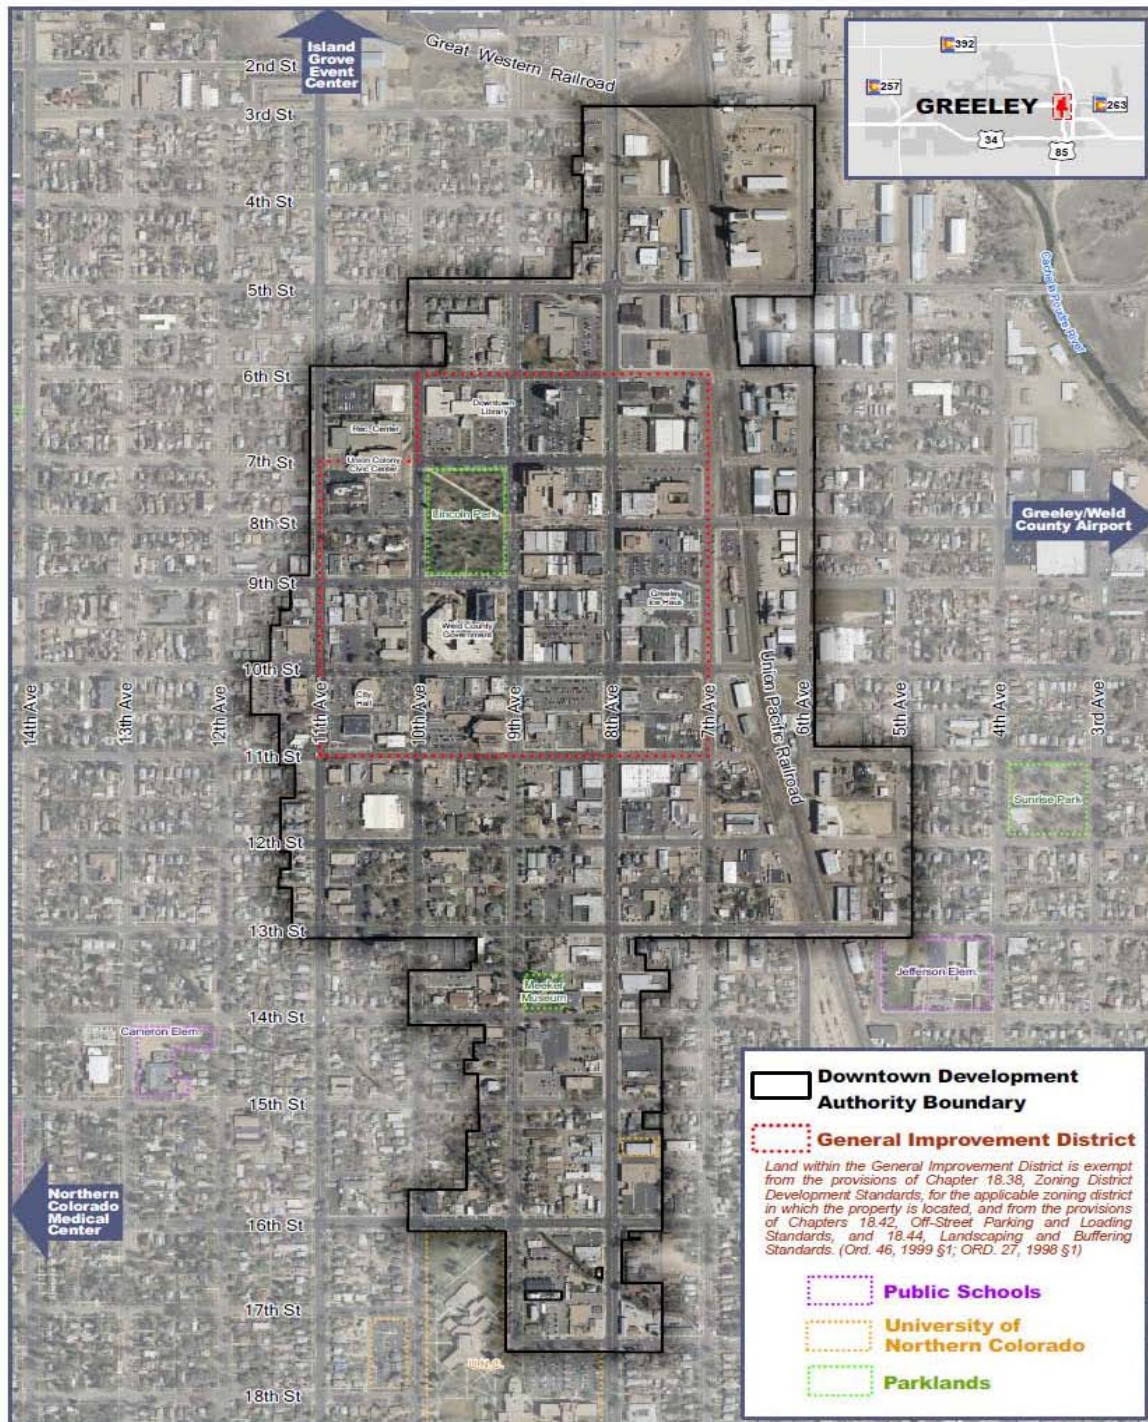 Island
Grove
Event
Center
Great Western Railroad
392
257
GREELEY
263
34
85
2nd St
3rd St
4th St
Cache la Poudre River
5th St
6th St
Downtown
Library
Rec. Center
7th St
Union Colony
Civic Center
Lincoln Park
8th St
Greeley/Weld
County Airport
9th St
Greeley
Ice Haus
Weld County
Government
10th St
Union Pacific Railroad
14th Ave
13th Ave
12th Ave
11th Ave
City
Hall
10th Ave
9th Ave
8th Ave
7th Ave
6th Ave
5th Ave
4th Ave
3rd Ave
11th St
Sunrise Park
12th St
13th St
Jefferson Elem.
Meeker
Museum
14th St
Cameron Elem.
15th St
Northern
Colorado
Medical
Center
16th St
17th St
U.N.C.
18th St
Downtown Development
Authority Boundary
General Improvement District
Land within the General Improvement District is exempt
from the provisions of Chapter 18.38, Zoning District
Development Standards, for the applicable zoning district
in which the property is located, and from the provisions
of Chapters 18.42, Off-Street Parking and Loading
Standards, and 18.44, Landscaping and Buffering
Standards. (Ord. 46, 1999 §1; ORD. 27, 1998 §1)
Public Schools
University of
Northern Colorado
Parklands